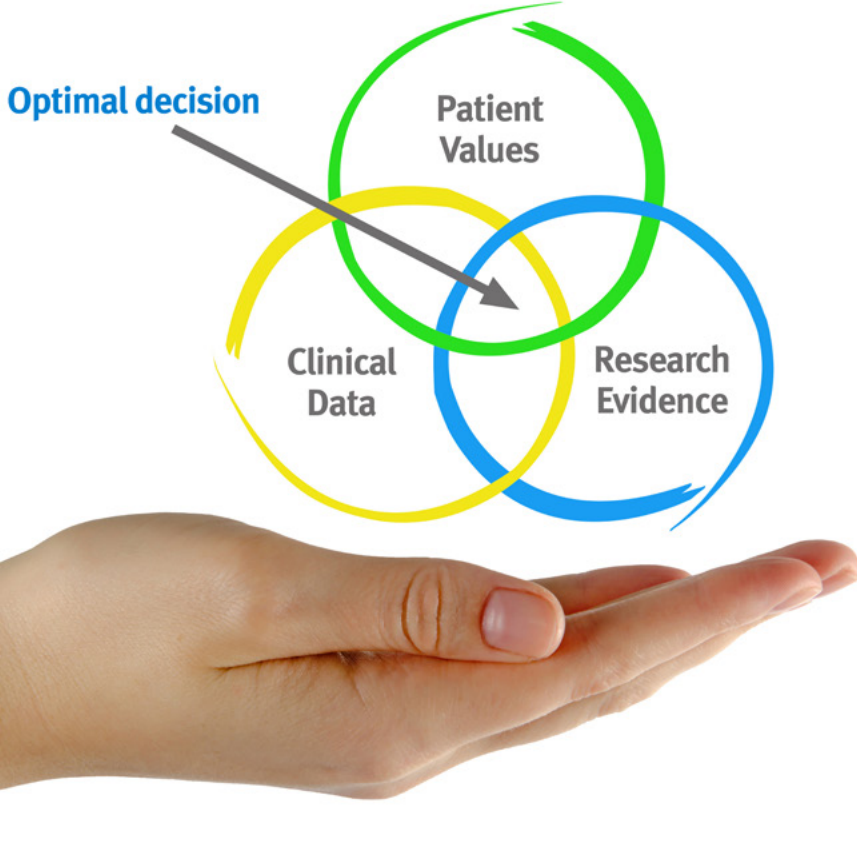 Optimal decision
Patient
Values
Clinical
Data
Research
Evidence